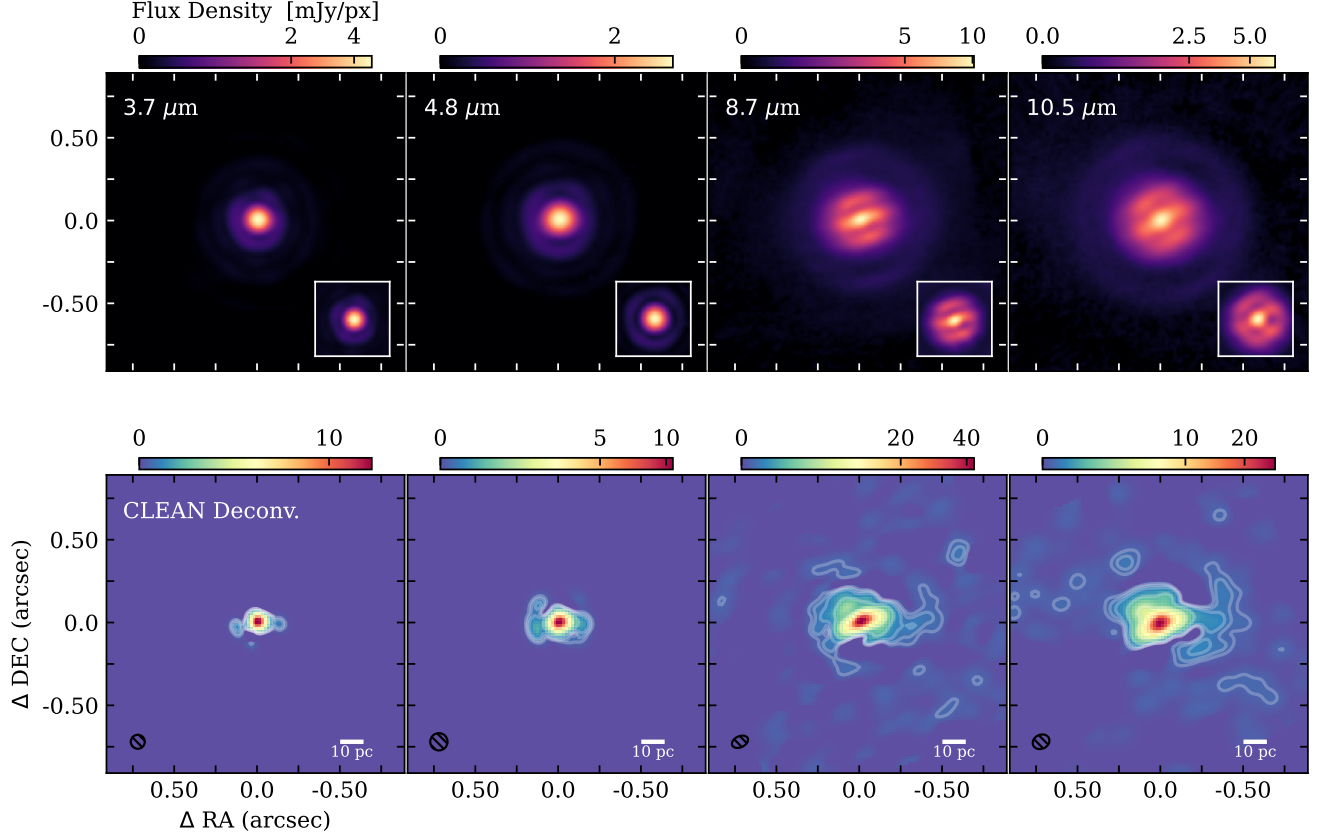 Flux Density [mJy/px]
0 2 4 0 2 0 5 10 0.0 2.5 5.0
3.7 μm 4.8 μm 8.7 μm 10.5 μm
0.50
0.0
-0.50
0 10 0 5 10 0 20 40 0 10 20
CLEAN Deconv.
0.50
0.0
-0.50
Δ DEC (arcsec)
10 pc 10 pc 10 pc 10 pc
0.50 0.0 -0.50 0.50 0.0 -0.50 0.50 0.0 -0.50 0.50 0.0 -0.50
Δ RA (arcsec)